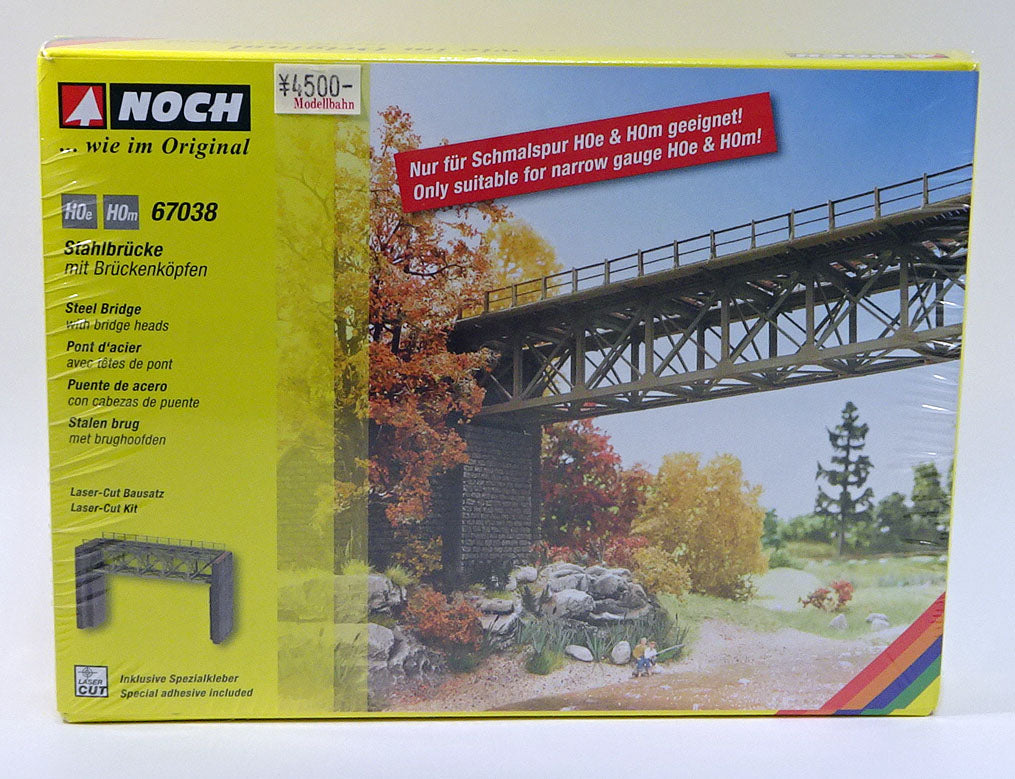 ¥4500-
Modellbahn
NOCH
... wie im Original
Nur für Schmalspur H0e & H0m geeignet!
Only suitable for narrow gauge H0e & H0m!
H0e H0m 67038
Stahlbrücke
mit Brückenköpfen
Steel Bridge
with bridge heads
Pont d'acier
avec têtes de pont
Puente de acero
con cabezas de puente
Stalen brug
met brughoofden
Laser-Cut Bausatz
Laser-Cut Kit
LASER
CUT
Inklusive Spezialkleber
Special adhesive included